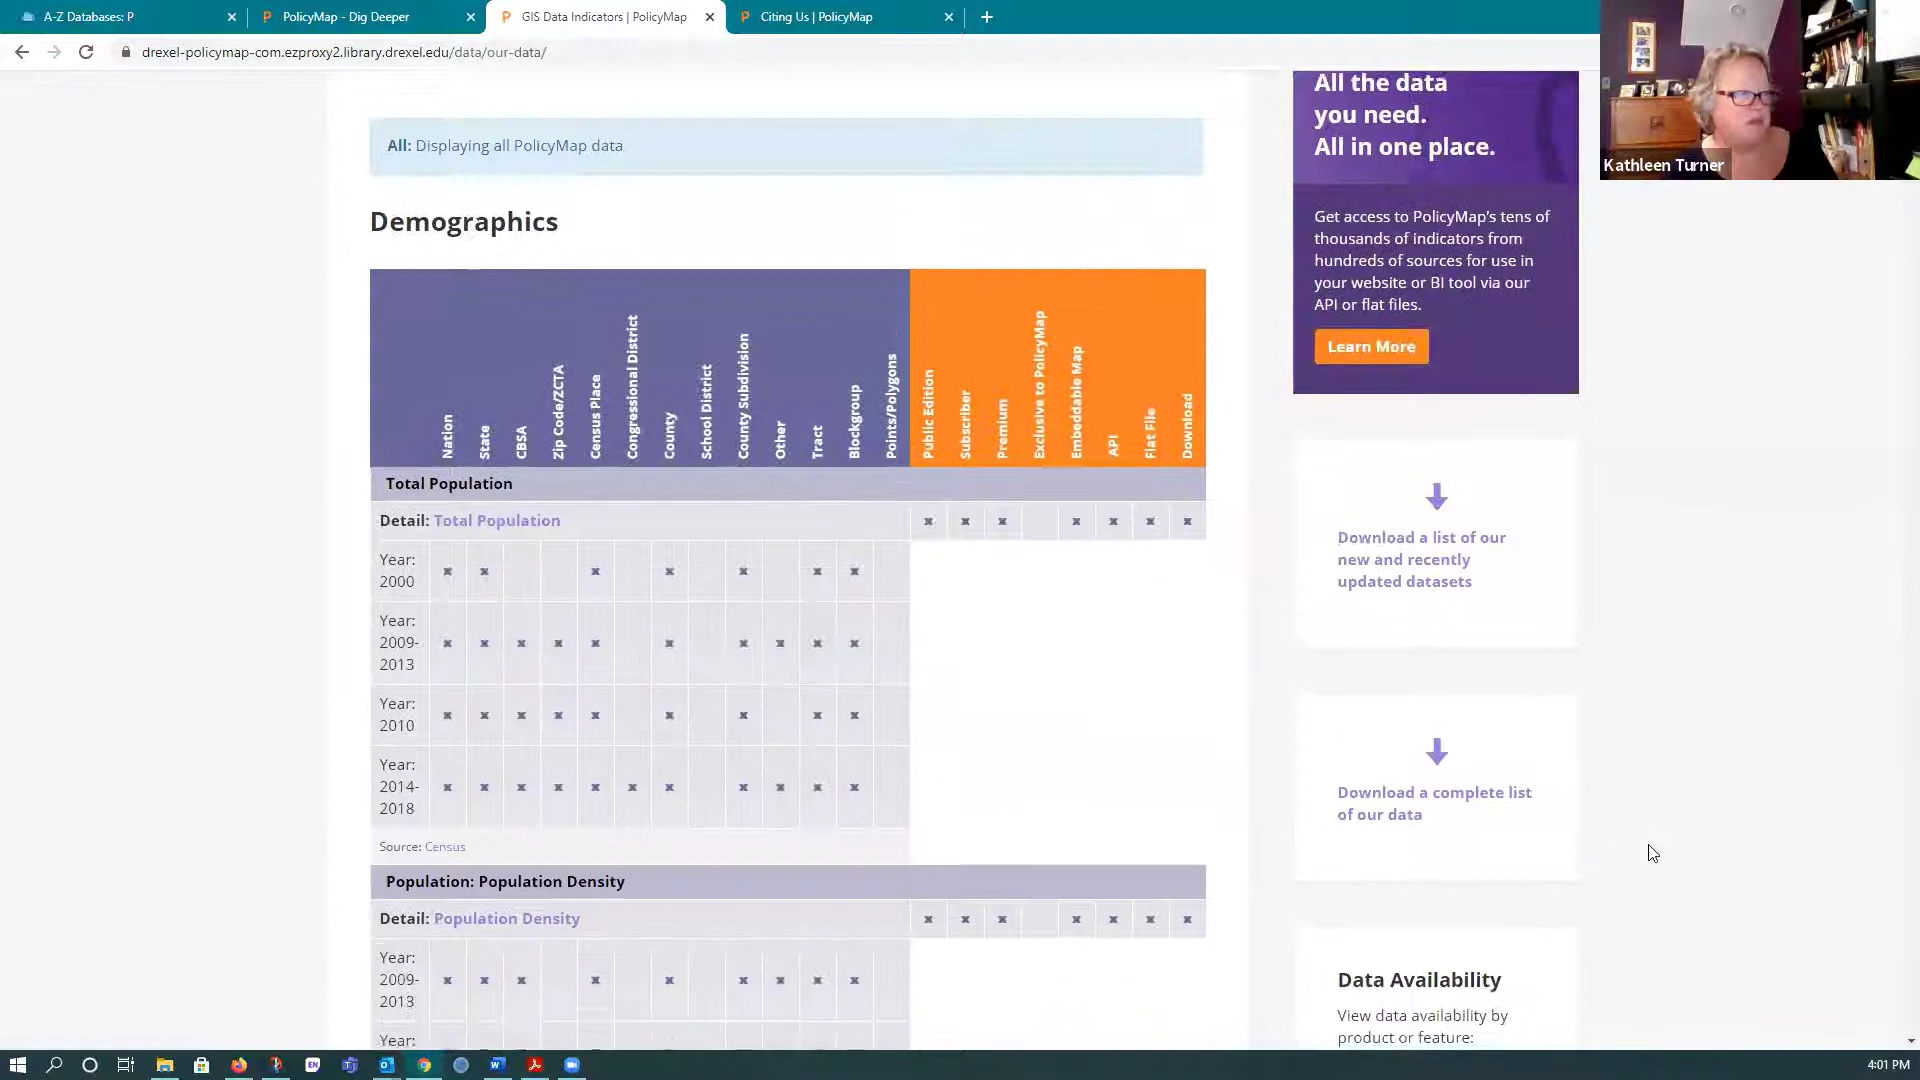 A-Z Databases: P
PolicyMap - Dig Deeper
GIS Data Indicators | PolicyMap
Citing Us | PolicyMap
drexel-policymap-com.ezproxy2.library.drexel.edu/data/our-data/
Kathleen Turner
All: Displaying all PolicyMap data
Demographics
Nation
State
CBSA
Zip Code/ZCTA
Census Place
Congressional District
County
School District
County Subdivision
Other
Tract
Blockgroup
Points/Polygons
Public Edition
Subscriber
Premium
Exclusive to PolicyMap
Embeddable Map
API
Flat File
Download
Total Population
Detail: Total Population
Year:
2000
Year:
2009-
2013
Year:
2010
Year:
2014-
2018
Source: Census
Population: Population Density
Detail: Population Density
Year:
2009-
2013
Year:
All the data
you need.
All in one place.
Get access to PolicyMap's tens of
thousands of indicators from
hundreds of sources for use in
your website or BI tool via our
API or flat files.
Learn More
Download a list of our
new and recently
updated datasets
Download a complete list
of our data
Data Availability
View data availability by
product or feature:
4:01 PM